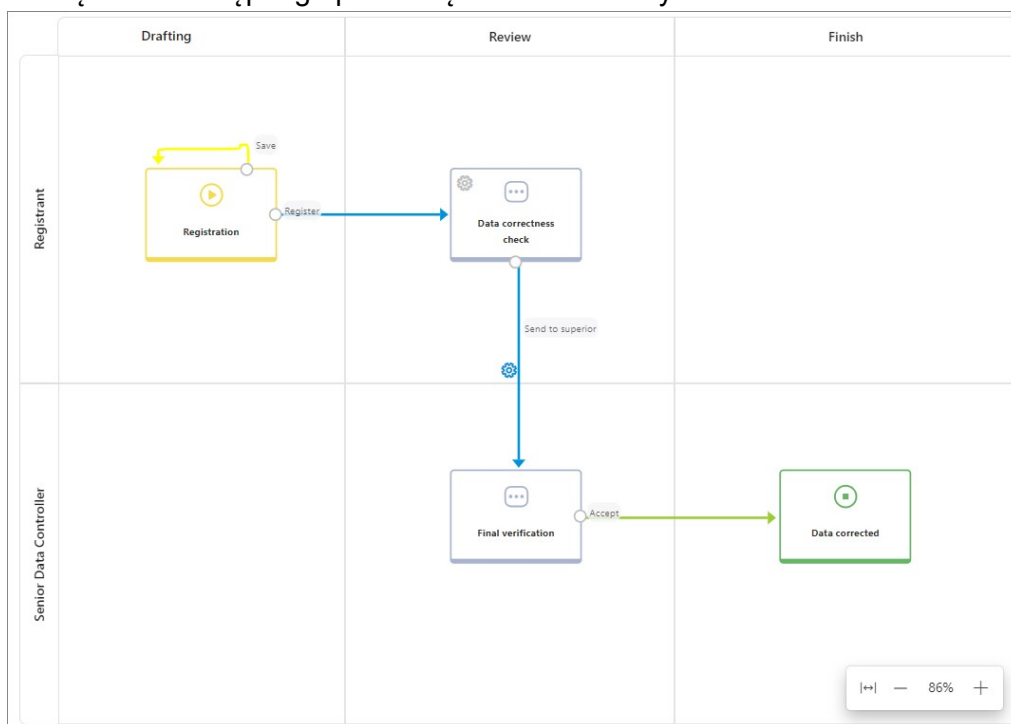 Drafting
Review
Finish
Registrant
Save
Register
Registration
Data correctness
check
Send to superior
Senior Data Controller
Final verification
Accept
Data corrected
86%